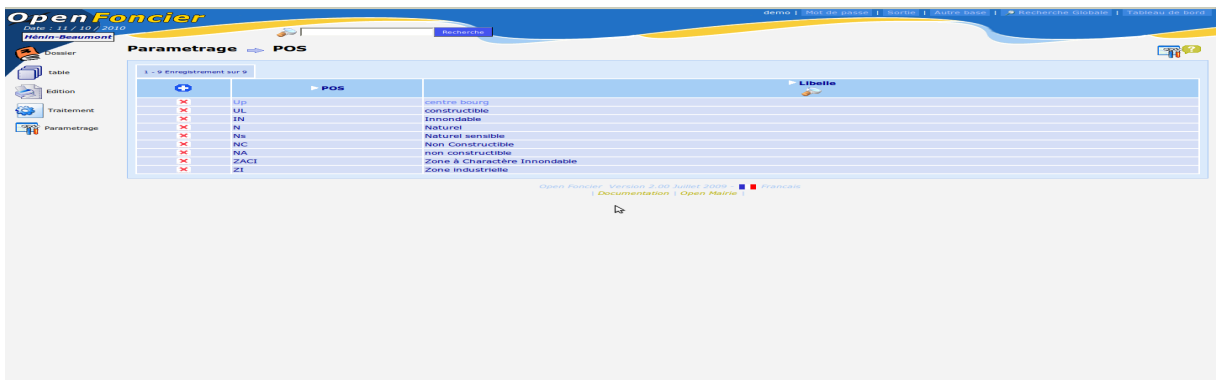 Open Foncier
demo | Mot de passe | Sortie | Autre base | Recherche Globale | Tableau de bord
Date : 11 / 10 / 2010
Hénin-Beaumont
Recherche
Dossier
Parametrage POS
table
1 - 9 Enregistrement sur 9
Edition
POS Libelle
Up centre bourg
Traitement
UL constructible
IN Innondable
Parametrage
N Naturel
Ns Naturel sensible
NC Non Constructible
NA non constructible
ZACI Zone à Charactère Innondable
ZI Zone industrielle
Open Foncier Version 2.00 Juillet 2009 - Francais
| Documentation | Open Mairie |